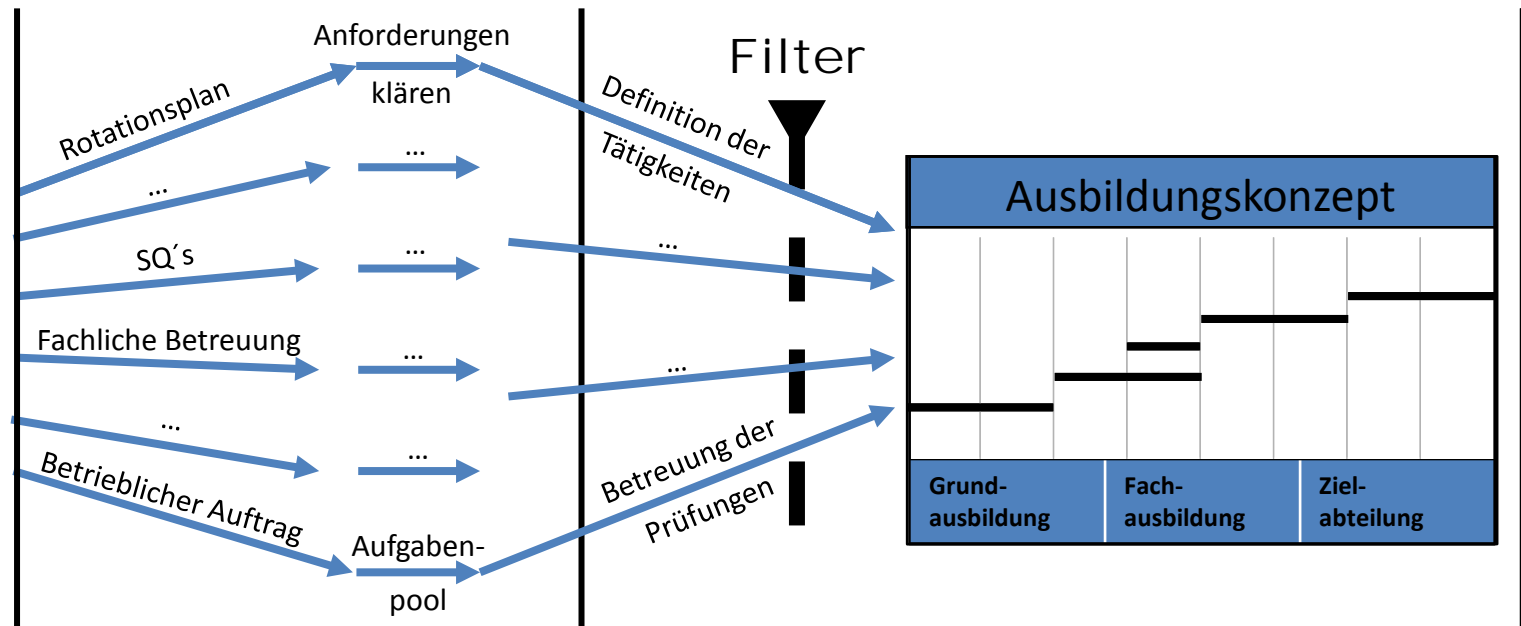 Rotationsplan
...
SQ´s
Fachliche Betreuung
...
Betrieblicher Auftrag
Anforderungen
klären
...
...
...
...
Aufgaben-
pool
Definition der
Tätigkeiten
...
...
Betreuung der
Prüfungen
Filter
Ausbildungskonzept
Grund-
ausbildung
Fach-
ausbildung
Ziel-
abteilung